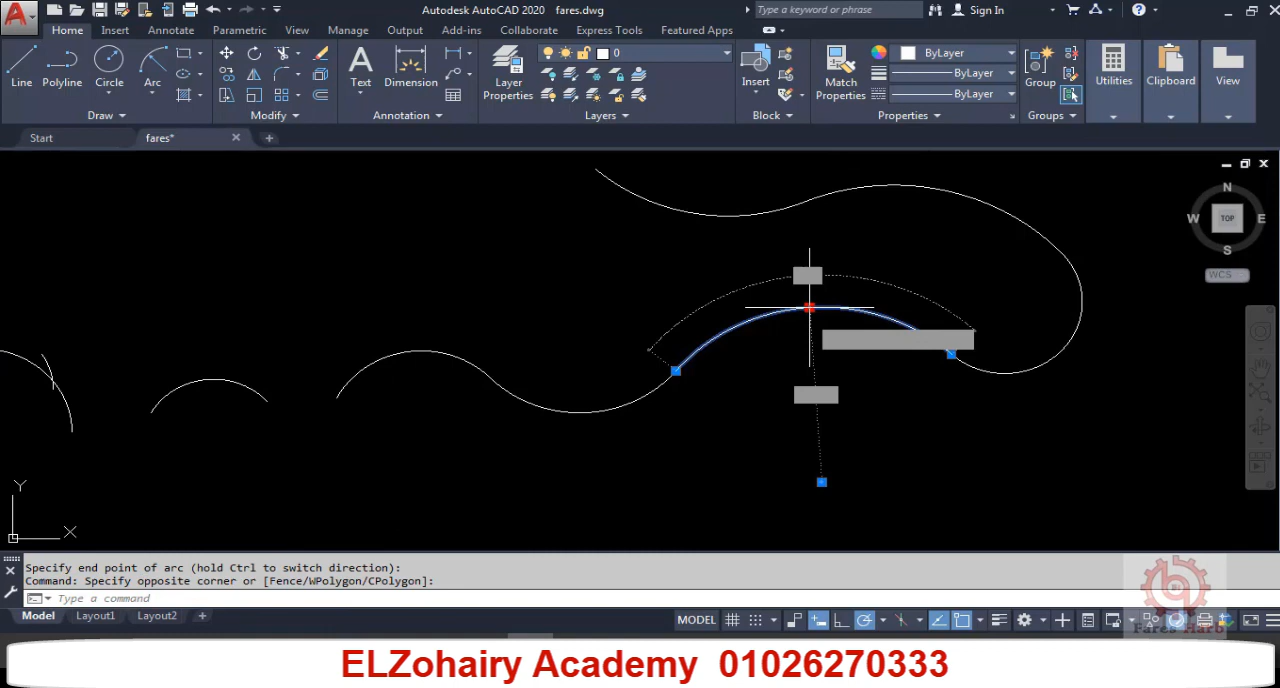 Autodesk AutoCAD 2020 fares.dwg
Type a keyword or phrase
Sign In
Home Insert Annotate Parametric View Manage Output Add-ins Collaborate Express Tools Featured Apps
Line Polyline Circle Arc
Draw
Modify
Text Dimension
Annotation
Layer
Properties
0
Layers
Insert
Block
Match
Properties
ByLayer
ByLayer
ByLayer
Properties
Group
Groups
Utilities
Clipboard
View
Start
fares*
N
W TOP E
S
WCS
Y
X
Specify end point of arc (hold Ctrl to switch direction):
Command: Specify opposite corner or [Fence/WPolygon/CPolygon]:
Type a command
Model Layout1 Layout2
MODEL
Fares Harb
ELZohairy Academy 01026270333